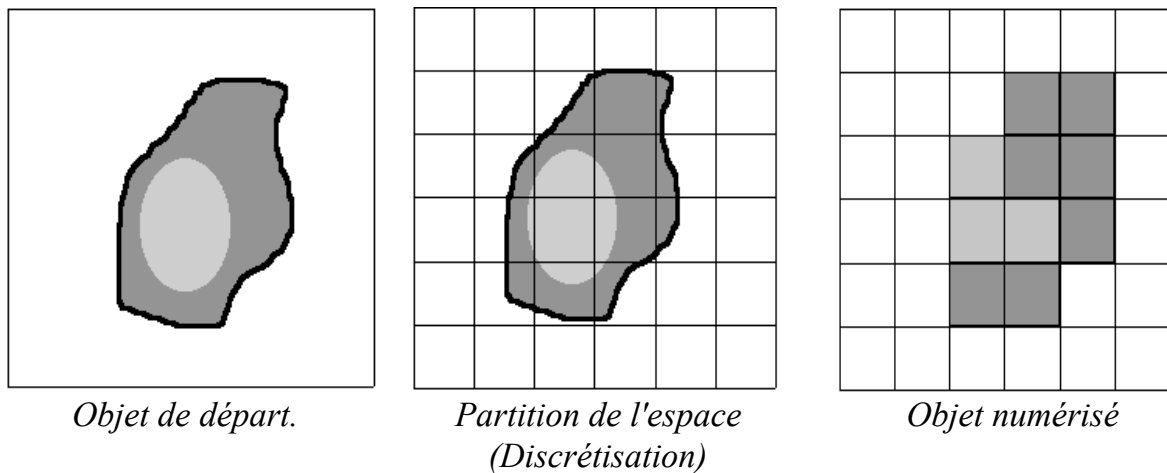 Objet de départ.
Partition de l'espace
(Discrétisation)
Objet numérisé